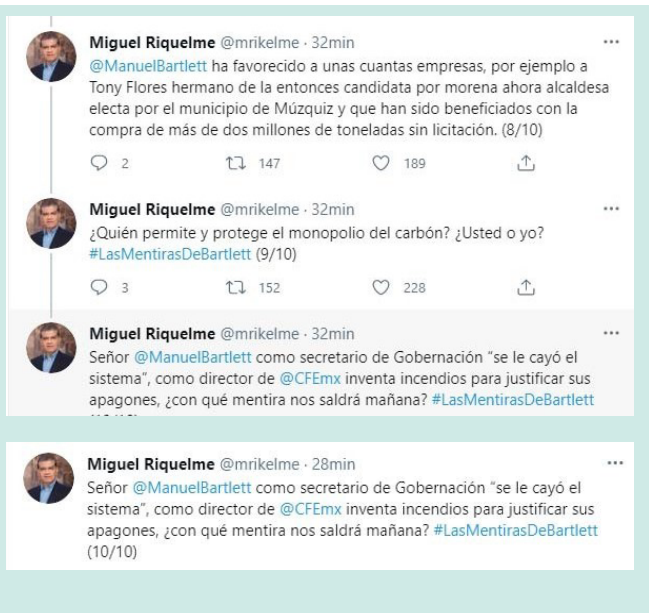 Miguel Riquelme @mrikelme · 32min
@ManuelBartlett ha favorecido a unas cuantas empresas, por ejemplo a
Tony Flores hermano de la entonces candidata por morena ahora alcaldesa
electa por el municipio de Múzquiz y que han sido beneficiados con la
compra de más de dos millones de toneladas sin licitación. (8/10)
2 147 189
Miguel Riquelme @mrikelme · 32min
¿Quién permite y protege el monopolio del carbón? ¿Usted o yo?
#LasMentirasDeBartlett (9/10)
3 152 228
Miguel Riquelme @mrikelme · 32min
Señor @ManuelBartlett como secretario de Gobernación “se le cayó el
sistema”, como director de @CFEmx inventa incendios para justificar sus
apagones, ¿con qué mentira nos saldrá mañana? #LasMentirasDeBartlett
Miguel Riquelme @mrikelme · 28min
Señor @ManuelBartlett como secretario de Gobernación “se le cayó el
sistema”, como director de @CFEmx inventa incendios para justificar sus
apagones, ¿con qué mentira nos saldrá mañana? #LasMentirasDeBartlett
(10/10)